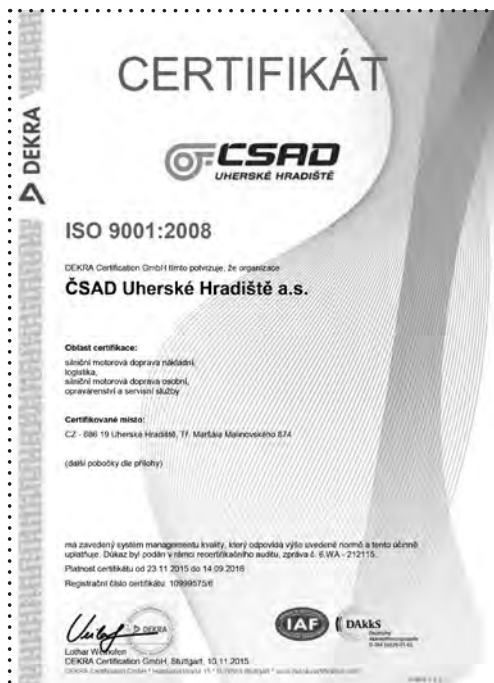 CERTIFIKÁT
DEKRA
CSAD
UHERSKÉ HRADIŠTĚ
ISO 9001:2008
DEKRA Certification GmbH tímto potvrzuje, že organizace
ČSAD Uherské Hradiště a.s.
Oblast certifikace:
silniční motorová doprava nákladní,
logistika,
silniční motorová doprava osobní,
opravárenství a servisní služby
Certifikované místo:
CZ - 686 19 Uherské Hradiště, Tř. Maršála Malinovského 874
(další pobočky dle přílohy)
má zavedený systém managementu kvality, který odpovídá výše uvedené normě a tento účinně
uplatňuje. Důkaz byl podán v rámci recertifikačního auditu, zpráva č. 6.WA - 212115.
Platnost certifikátu od 23.11.2015 do 14.09.2018
Registrační číslo certifikátu: 10999575/6
DEKRA
IAF
DAkkS
Deutsche
Akkreditierungsstelle
Lothar Weihofen
DEKRA Certification GmbH, Stuttgart, 10.11.2015